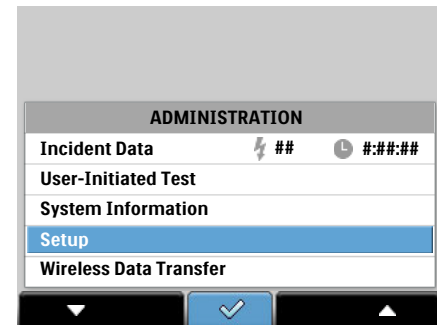 ADMINISTRATION
Incident Data ## #:##:##
User-Initiated Test
System Information
Setup
Wireless Data Transfer